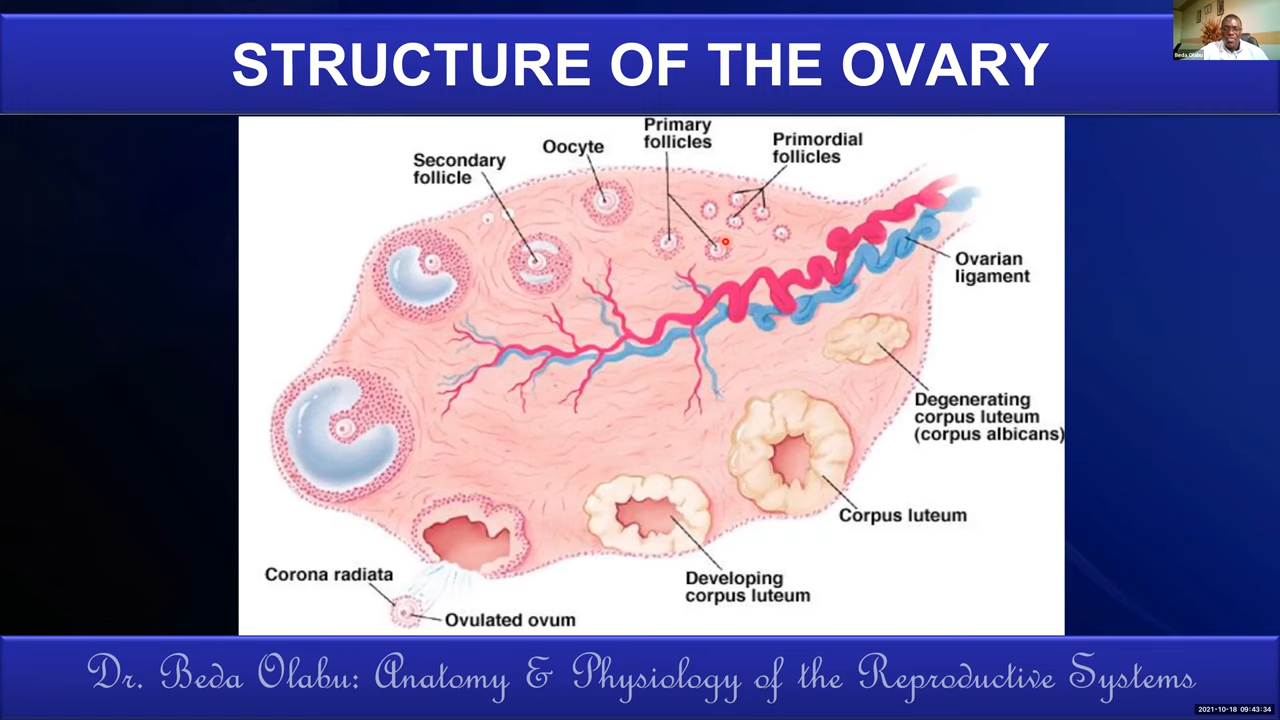 STRUCTURE OF THE OVARY
Beda Olabu
Primary
follicles
Primordial
follicles
Oocyte
Secondary
follicle
Ovarian
ligament
Degenerating
corpus luteum
(corpus albicans)
Corpus luteum
Developing
corpus luteum
Corona radiata
Ovulated ovum
Dr. Beda Olabu: Anatomy & Physiology of the Reproductive Systems
2021-10-18 09:43:34